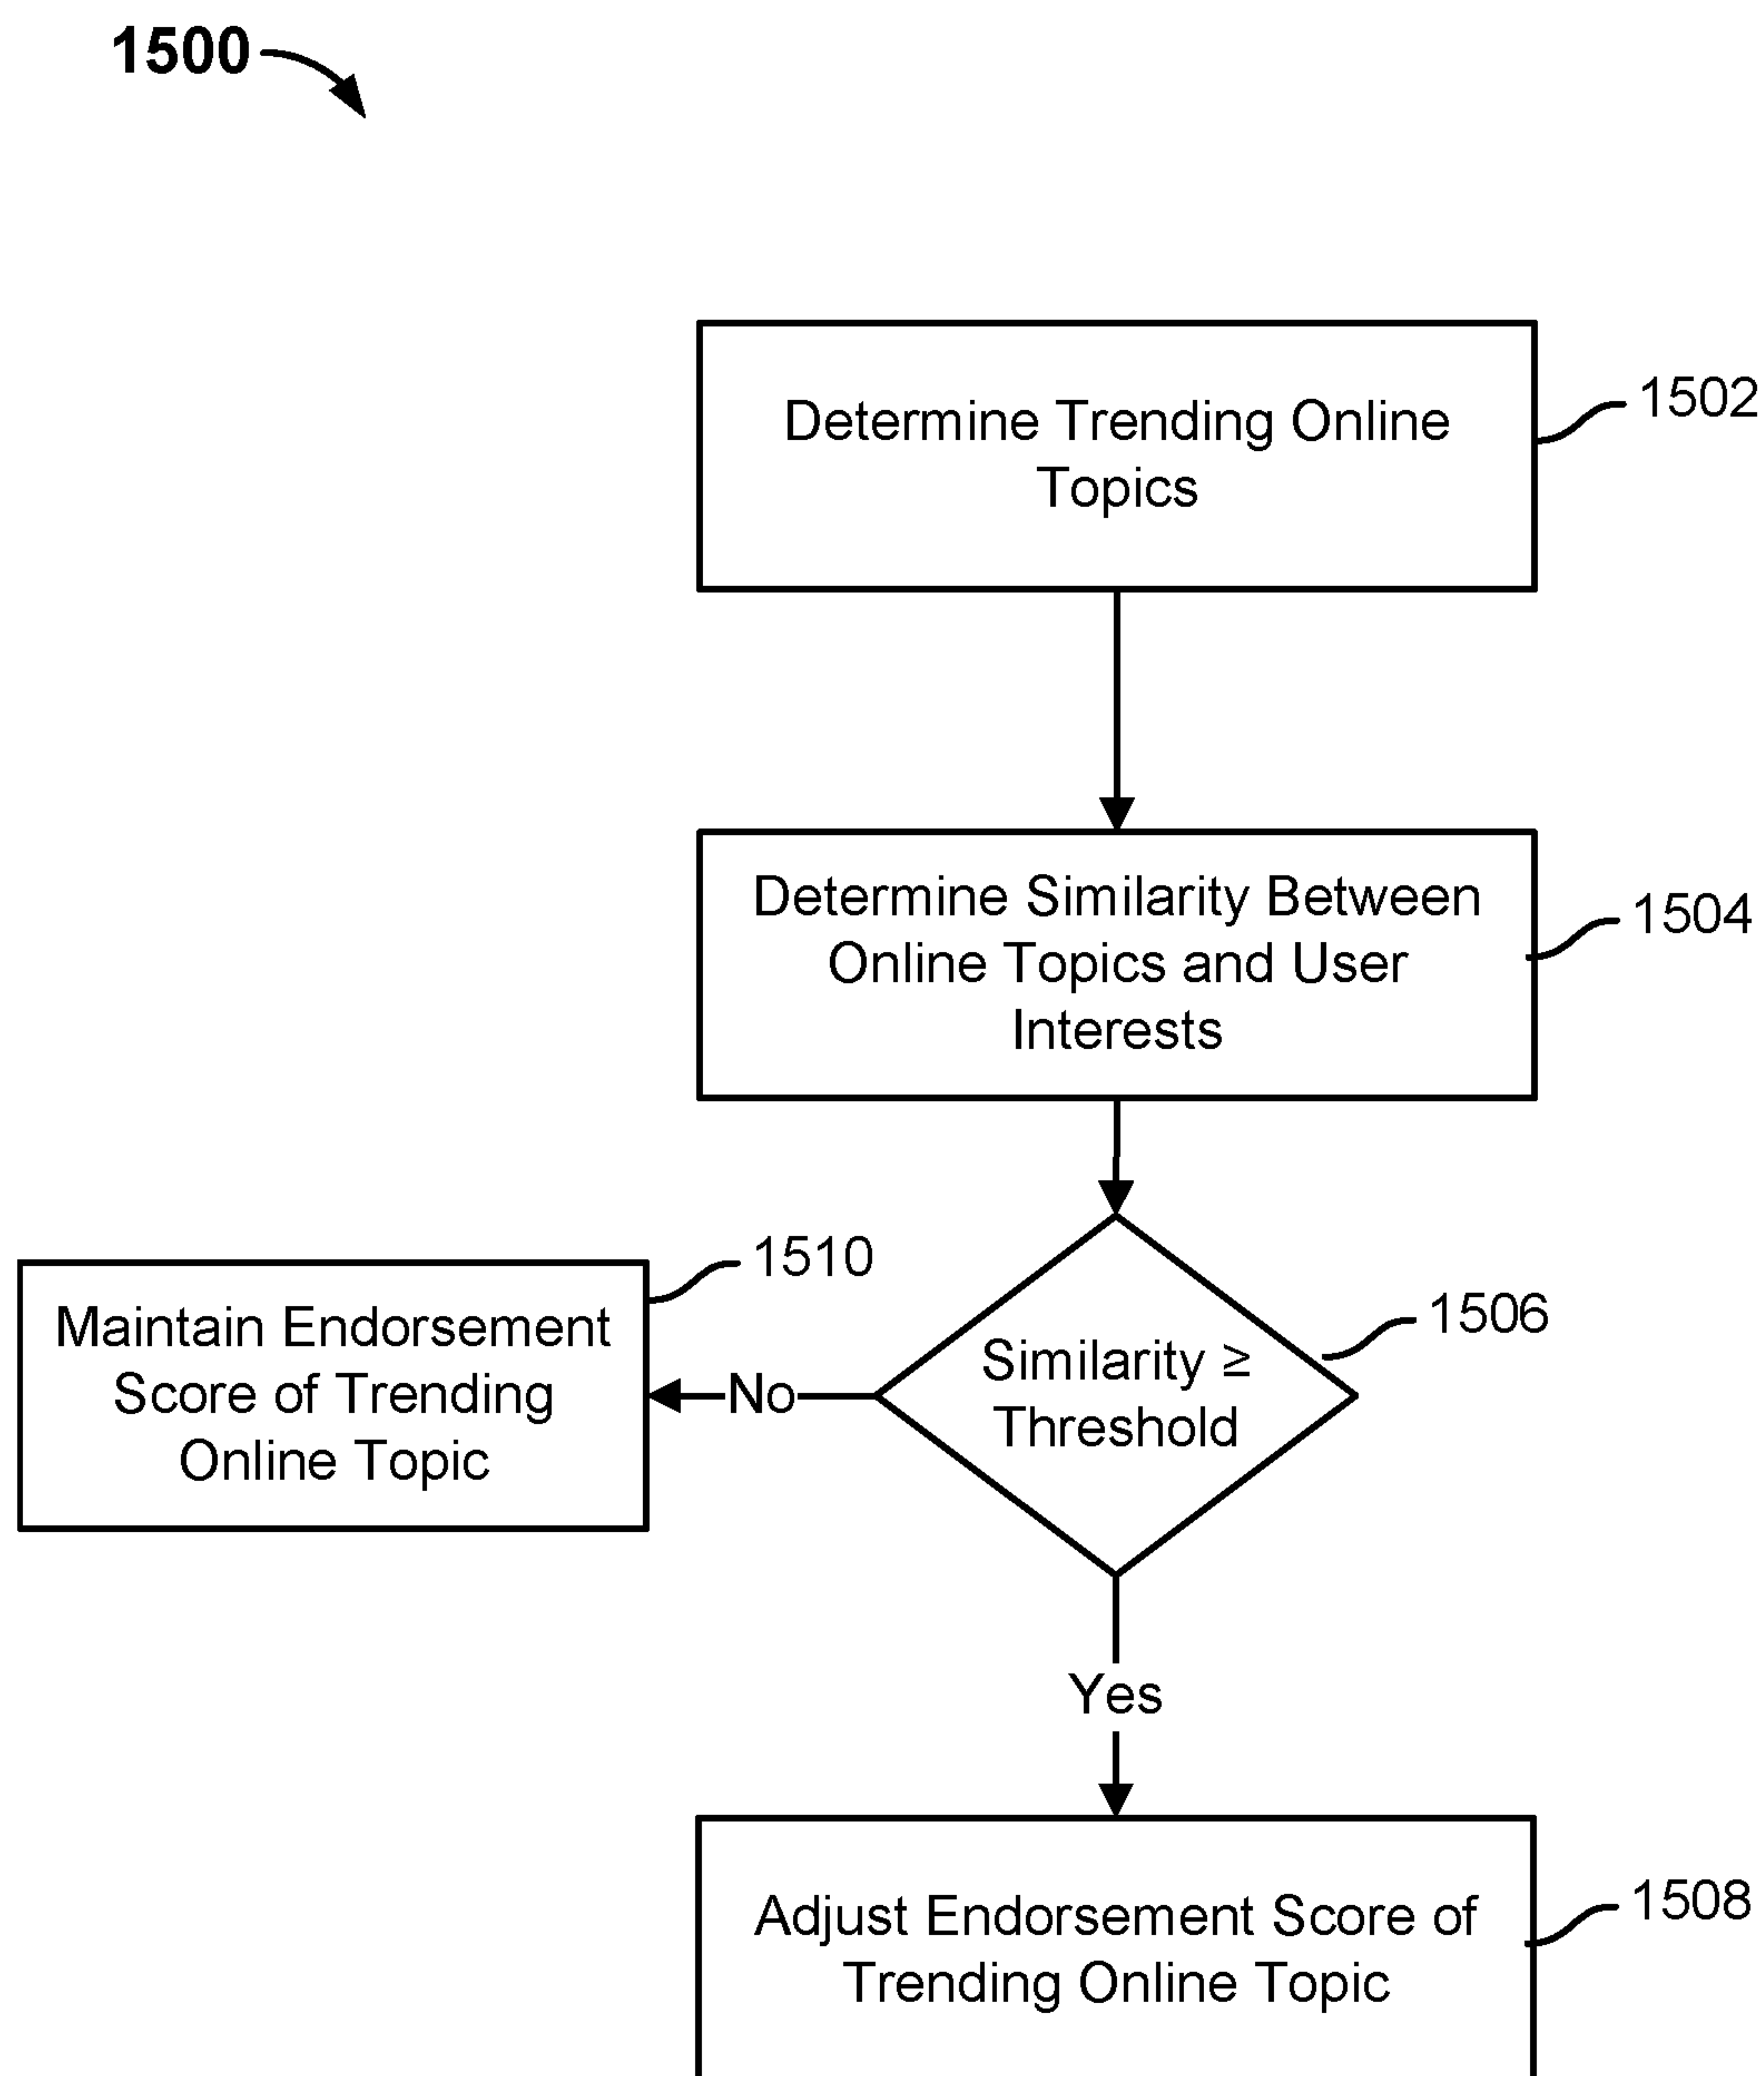 1500
Determine Trending Online
Topics
1502
Determine Similarity Between
Online Topics and User
Interests
1504
1510
Maintain Endorsement
Score of Trending
Online Topic
No
Similarity ≥
Threshold
1506
Yes
Adjust Endorsement Score of
Trending Online Topic
1508